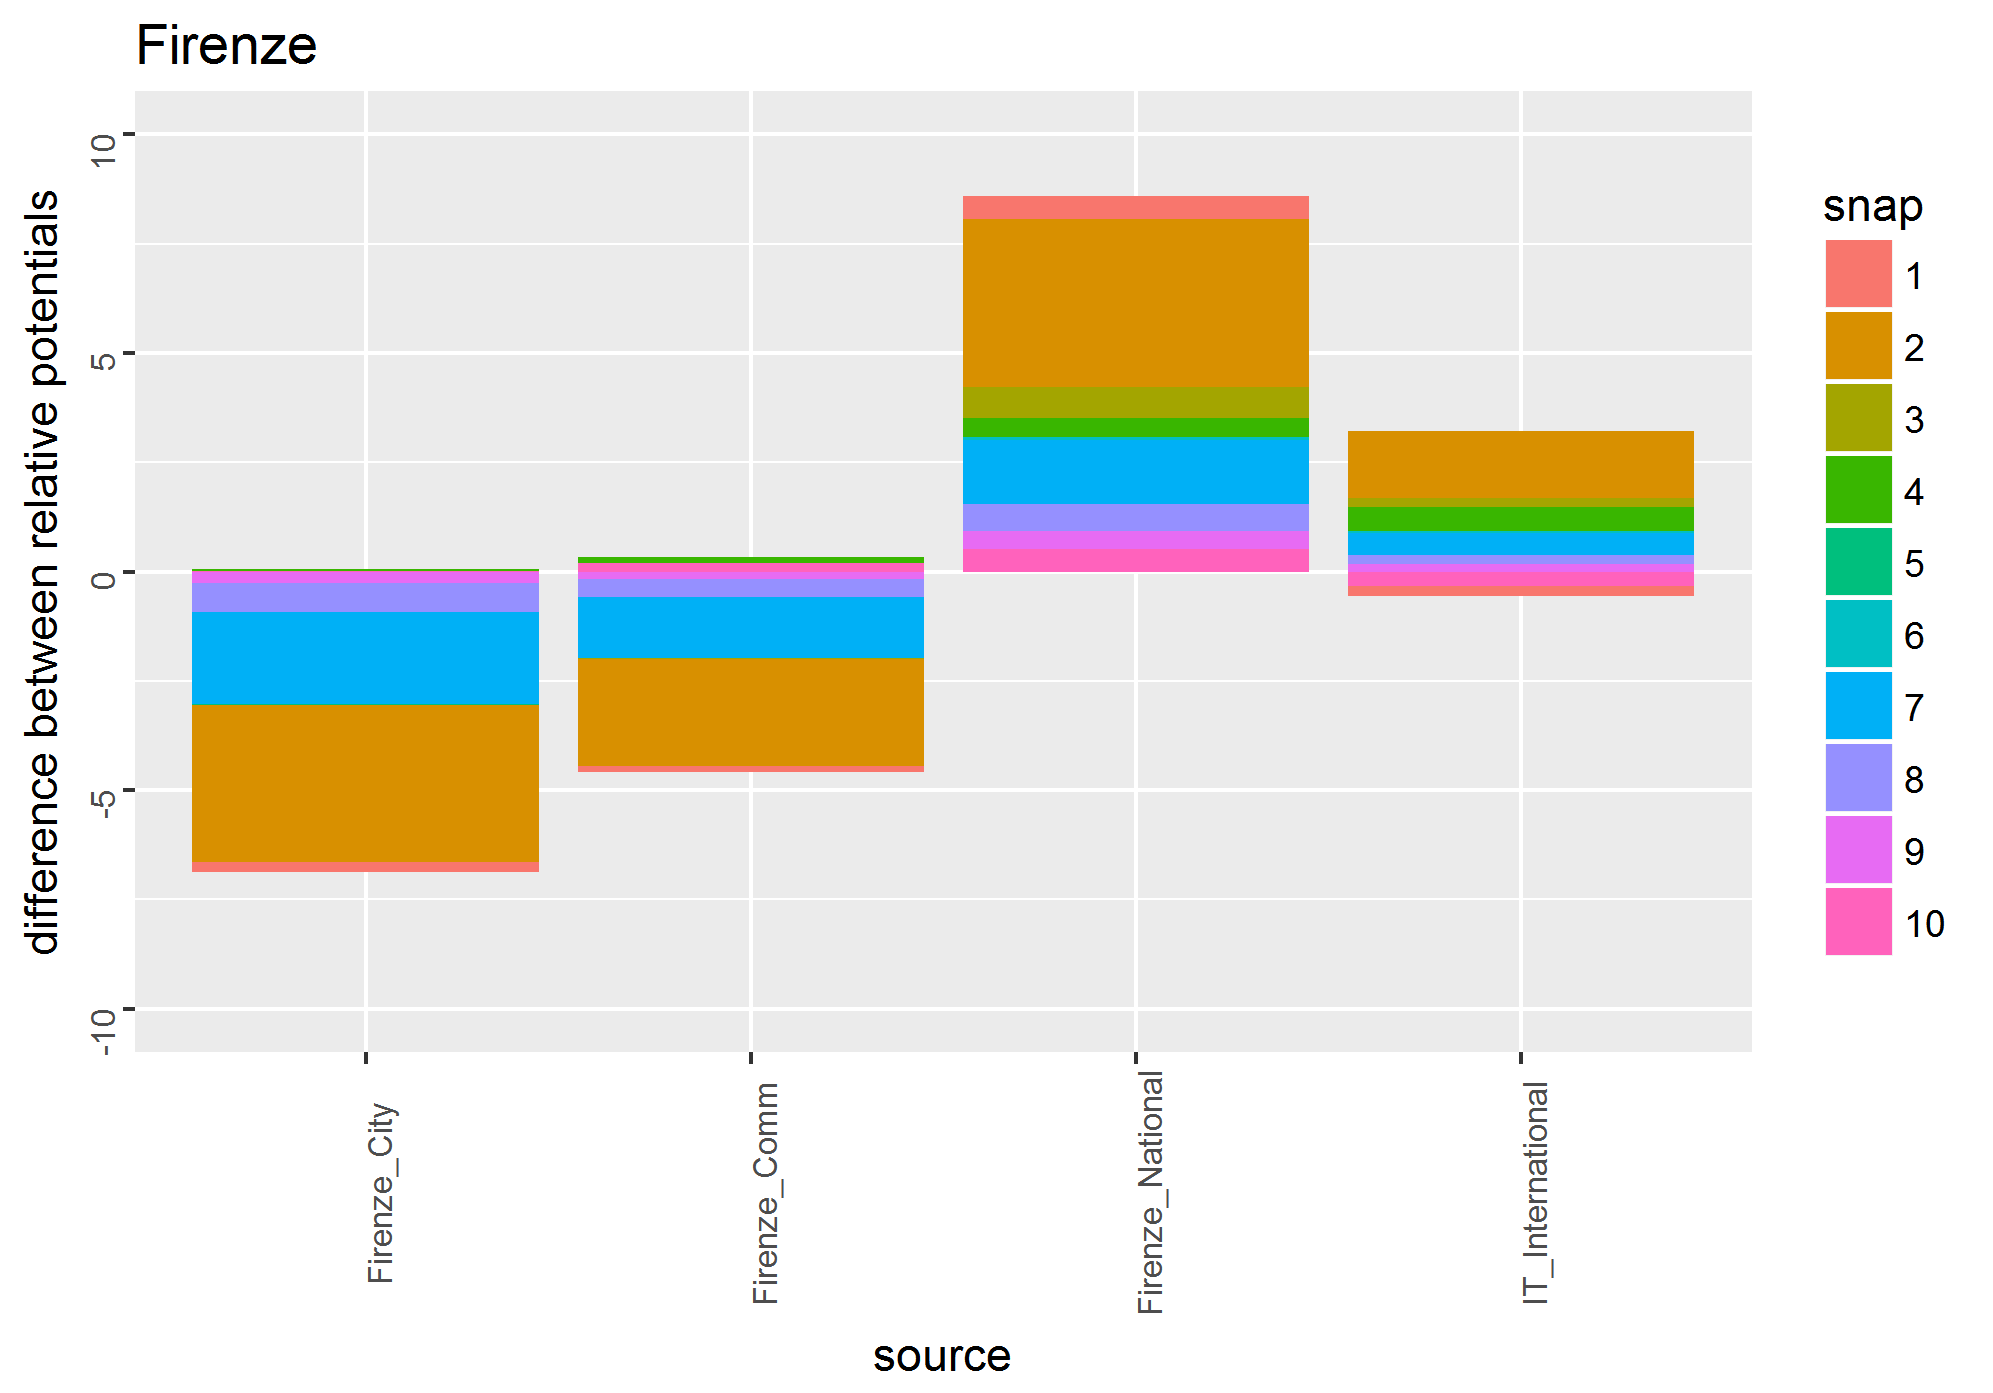 Firenze
difference between relative potentials
10
5
0
-5
-10
Firenze_City
Firenze_Comm
Firenze_National
IT_International
source
snap
1
2
3
4
5
6
7
8
9
10